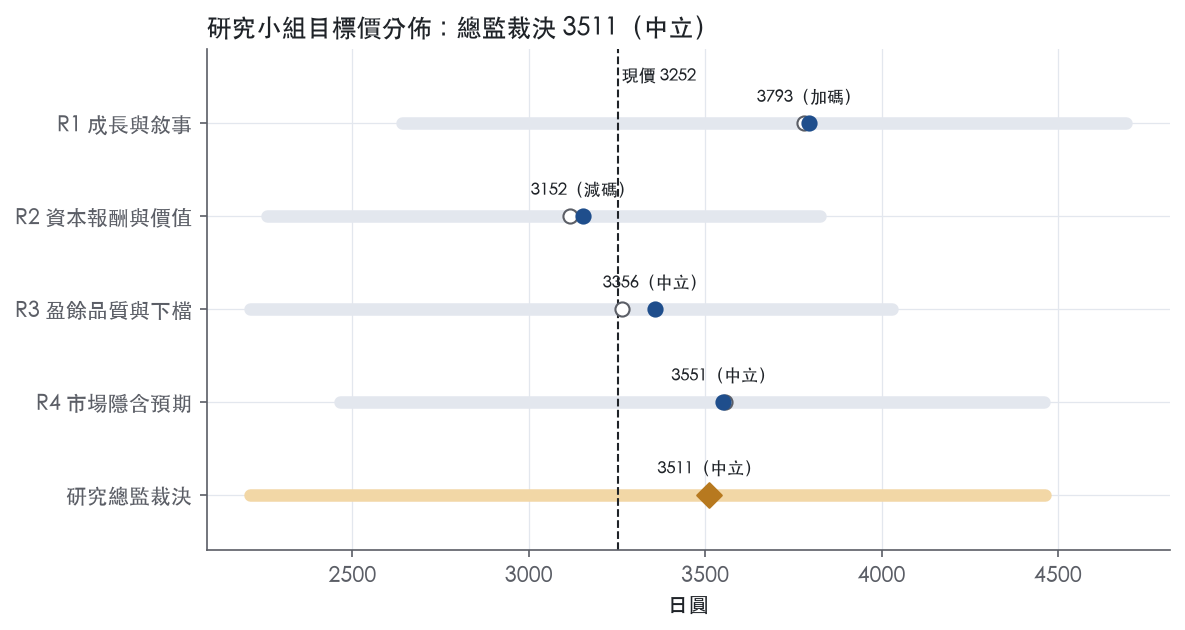 研究小組目標價分佈：總監裁決 3511（中立）
現價 3252
3793（加碼）
R1 成長與敘事
3152（減碼）
R2 資本報酬與價值
3356（中立）
R3 盈餘品質與下檔
3551（中立）
R4 市場隱含預期
3511（中立）
研究總監裁決
2500 3000 3500 4000 4500
日圓